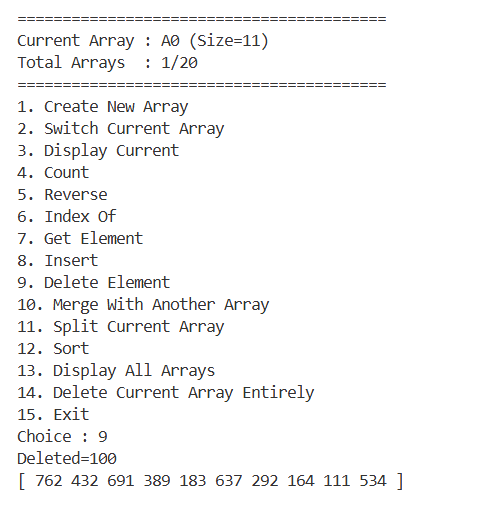 =========================================
Current Array : A0 (Size=11)
Total Arrays  : 1/20
=========================================
1. Create New Array
2. Switch Current Array
3. Display Current
4. Count
5. Reverse
6. Index Of
7. Get Element
8. Insert
9. Delete Element
10. Merge With Another Array
11. Split Current Array
12. Sort
13. Display All Arrays
14. Delete Current Array Entirely
15. Exit
Choice : 9
Deleted=100
[ 762 432 691 389 183 637 292 164 111 534 ]